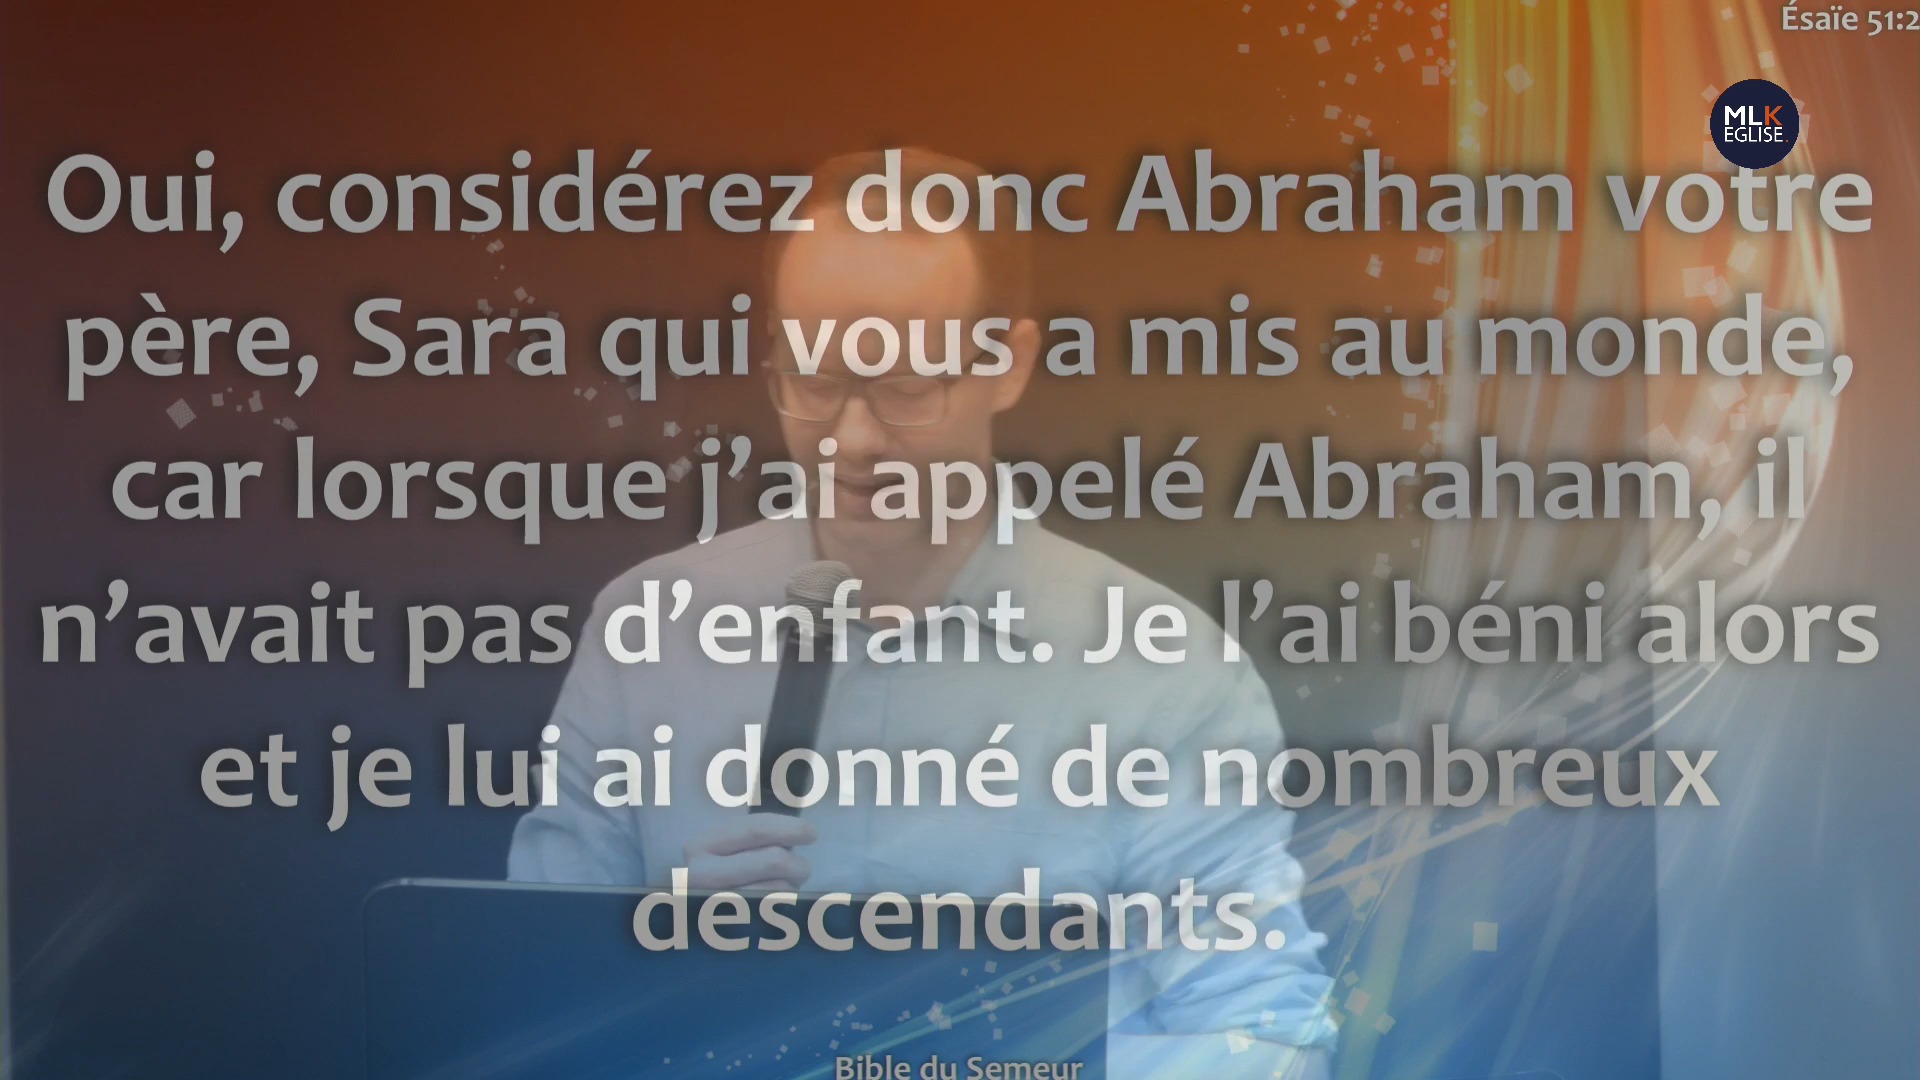 Ésaïe 51:2
MLK
EGLISE.
Oui, considérez donc Abraham votre
père, Sara qui vous a mis au monde,
car lorsque j’ai appelé Abraham, il
n’avait pas d’enfant. Je l’ai béni alors
et je lui ai donné de nombreux
descendants.
Bible du Semeur